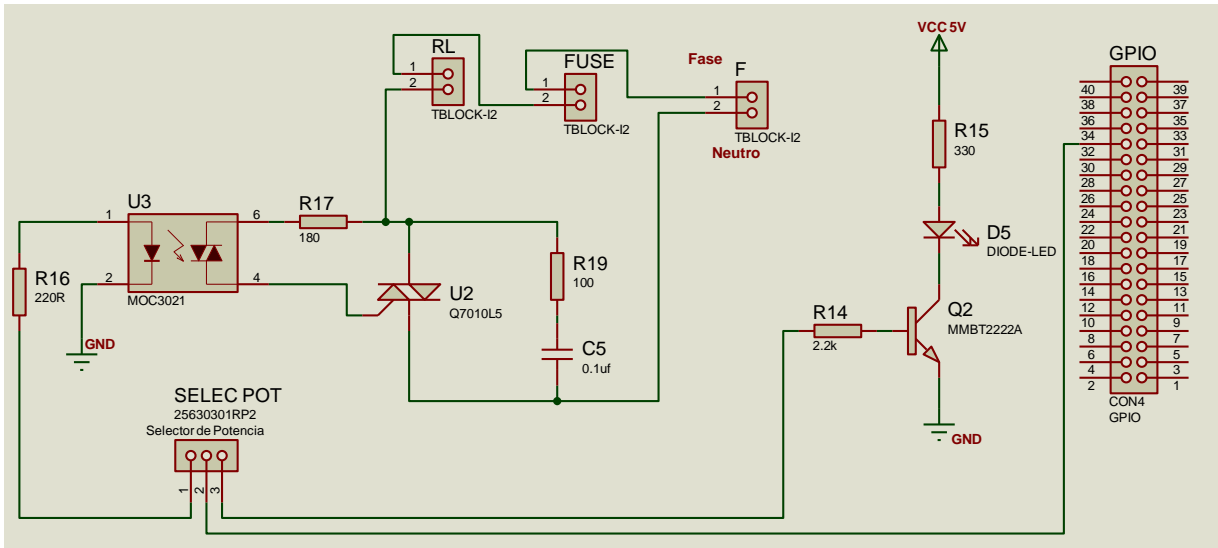 VCC 5V
RL
1
2
TBLOCK-I2
FUSE
1
2
TBLOCK-I2
Fase
F
1
2
TBLOCK-I2
Neutro
R15
330
D5
DIODE-LED
Q2
MMBT2222A
R14
2.2k
GND
GPIO
40 39
38 37
36 35
34 33
32 31
30 29
28 27
26 25
24 23
22 21
20 19
18 17
16 15
14 13
12 11
10 9
8 7
6 5
4 3
2 1
CON4
GPIO
U3
1
2
6
4
MOC3021
R17
180
R16
220R
GND
U2
Q7010L5
R19
100
C5
0.1uf
SELEC POT
25630301RP2
Selector de Potencia
1
2
3